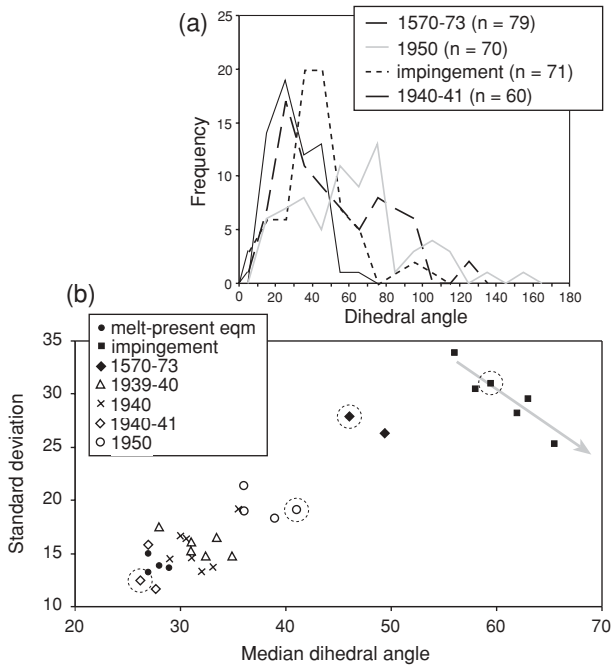 (a)
25
20
15
10
5
0
Frequency
0 20 40 60 80 100 120 140 160 180
Dihedral angle
1570-73 (n = 79)
1950 (n = 70)
impingement (n = 71)
1940-41 (n = 60)
(b)
melt-present eqm
impingement
1570-73
1939-40
1940
1940-41
1950
35
30
25
20
15
10
Standard deviation
20 30 40 50 60 70
Median dihedral angle